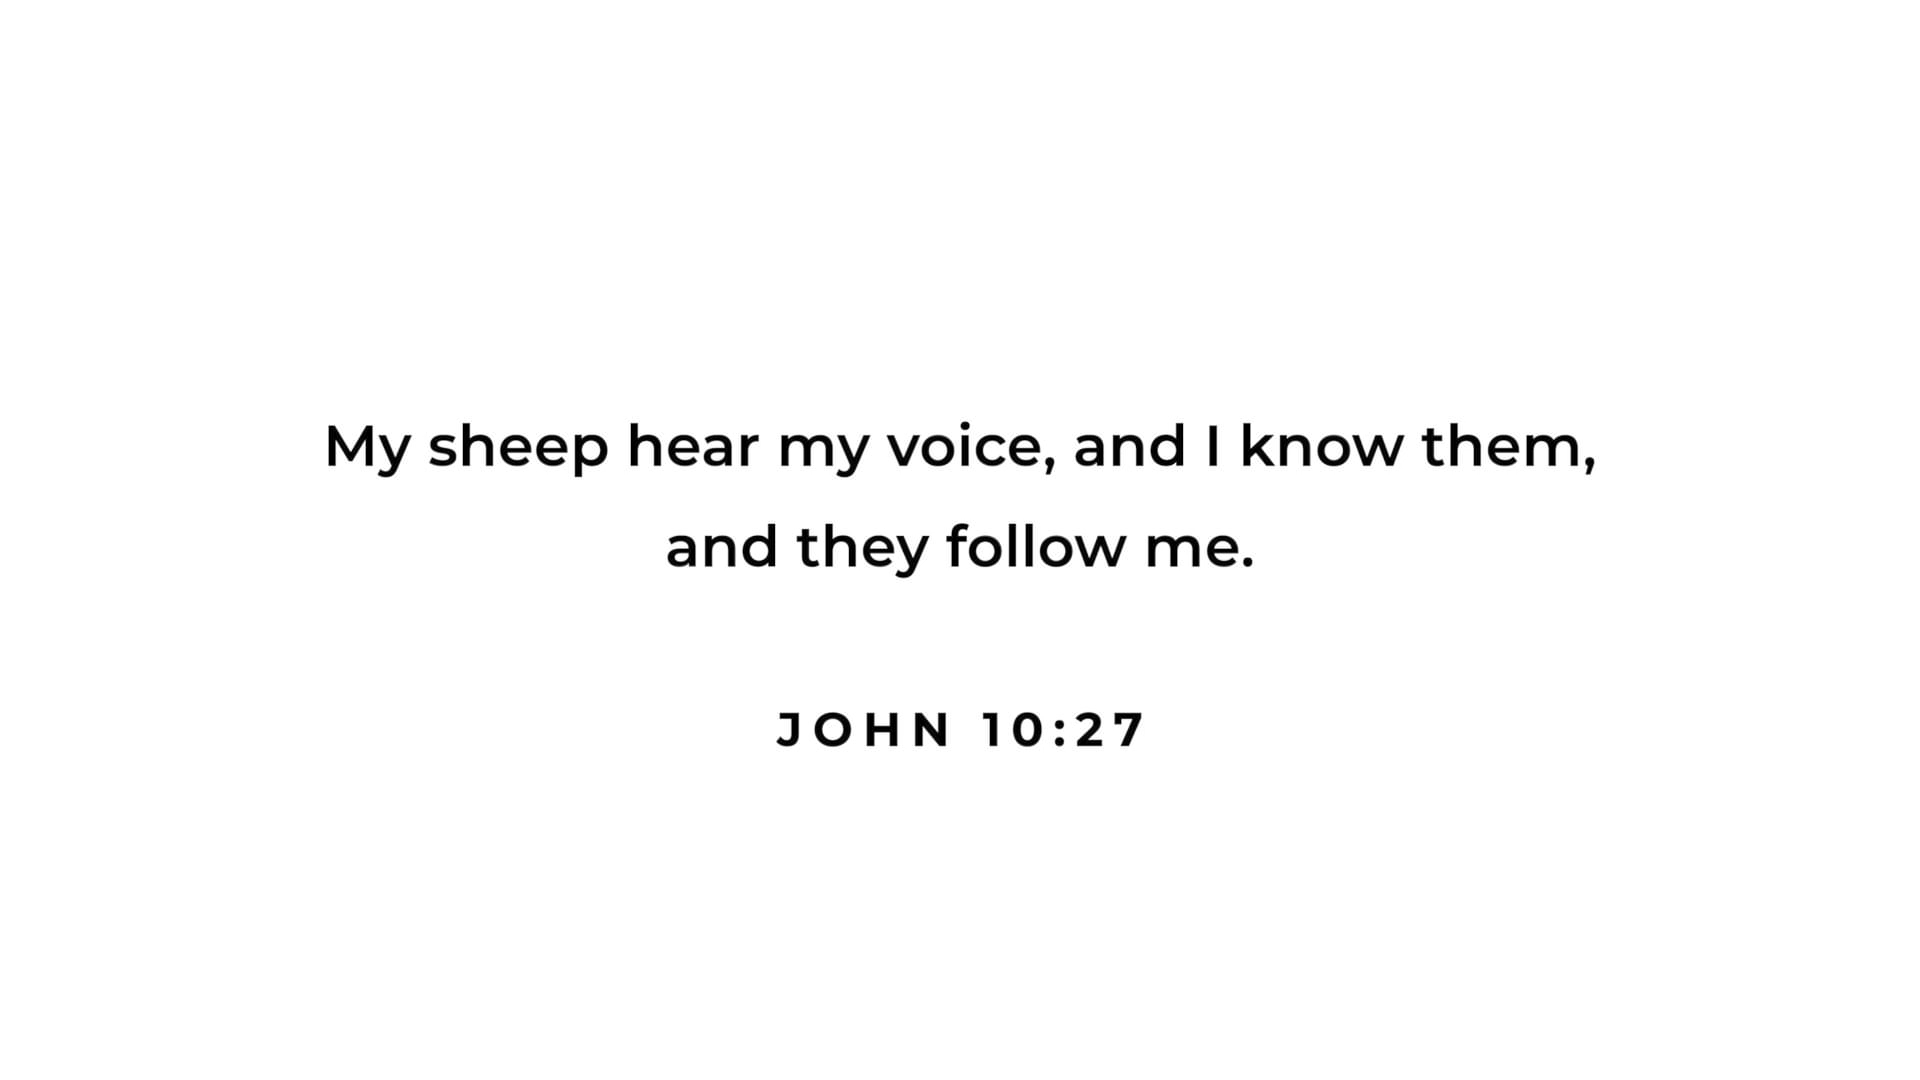 My sheep hear my voice, and I know them,
and they follow me.
JOHN 10:27